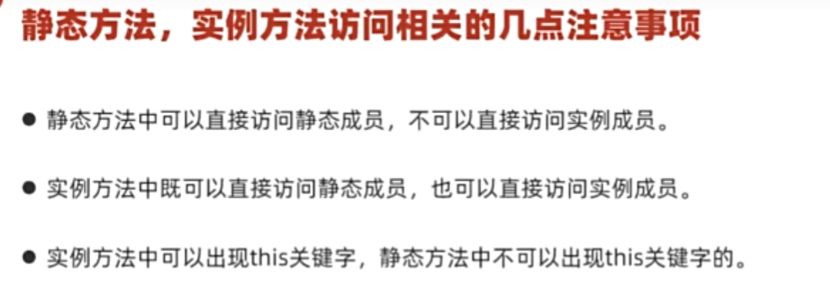 静态方法，实例方法访问相关的几点注意事项
● 静态方法中可以直接访问静态成员，不可以直接访问实例成员。
● 实例方法中既可以直接访问静态成员，也可以直接访问实例成员。
● 实例方法中可以出现this关键字，静态方法中不可以出现this关键字的。